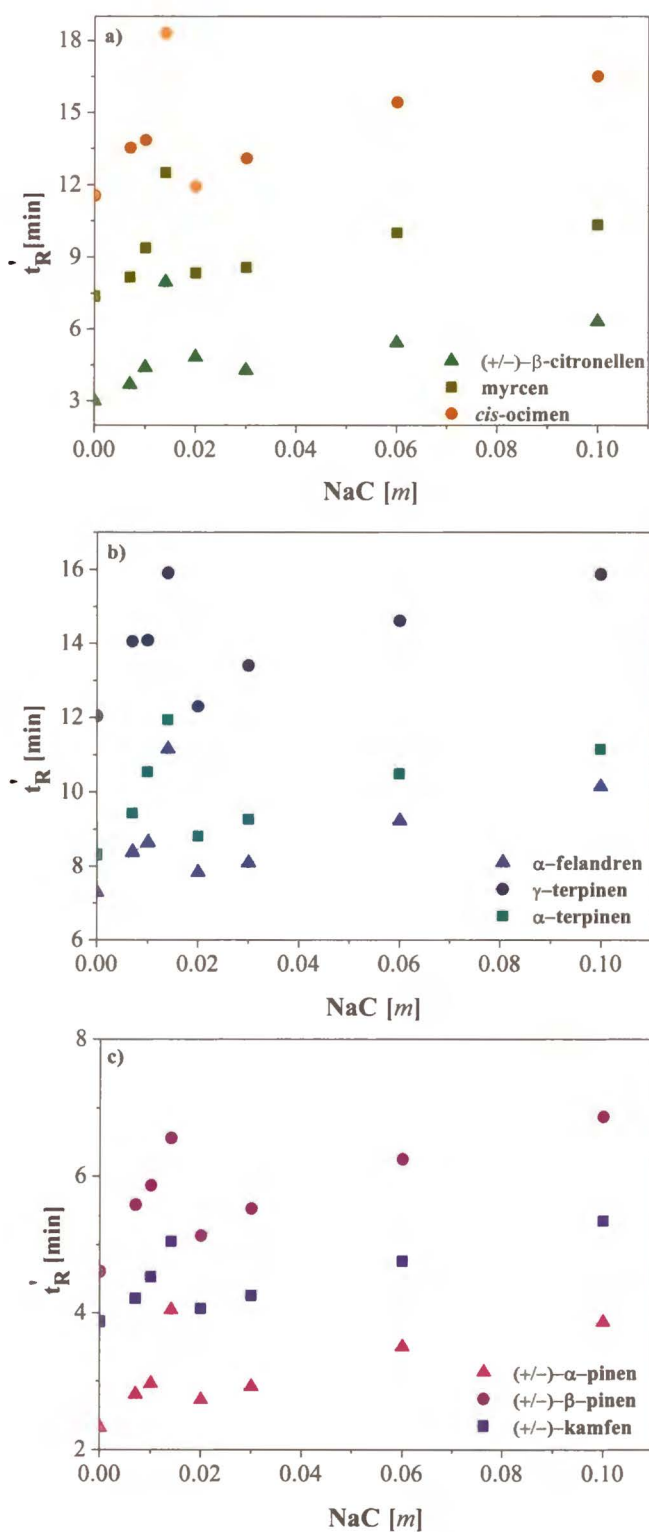 a)
18
15
12
9
6
3
t'R [min]
0.00 0.02 0.04 0.06 0.08 0.10
NaC [m]
(+/−)−β-citronellen
myrcen
cis-ocimen
b)
16
14
12
10
8
6
t'R [min]
0.00 0.02 0.04 0.06 0.08 0.10
NaC [m]
α−felandren
γ−terpinen
α−terpinen
c)
8
6
4
2
t'R [min]
0.00 0.02 0.04 0.06 0.08 0.10
NaC [m]
(+/−)−α−pinen
(+/−)−β−pinen
(+/−)−kamfen